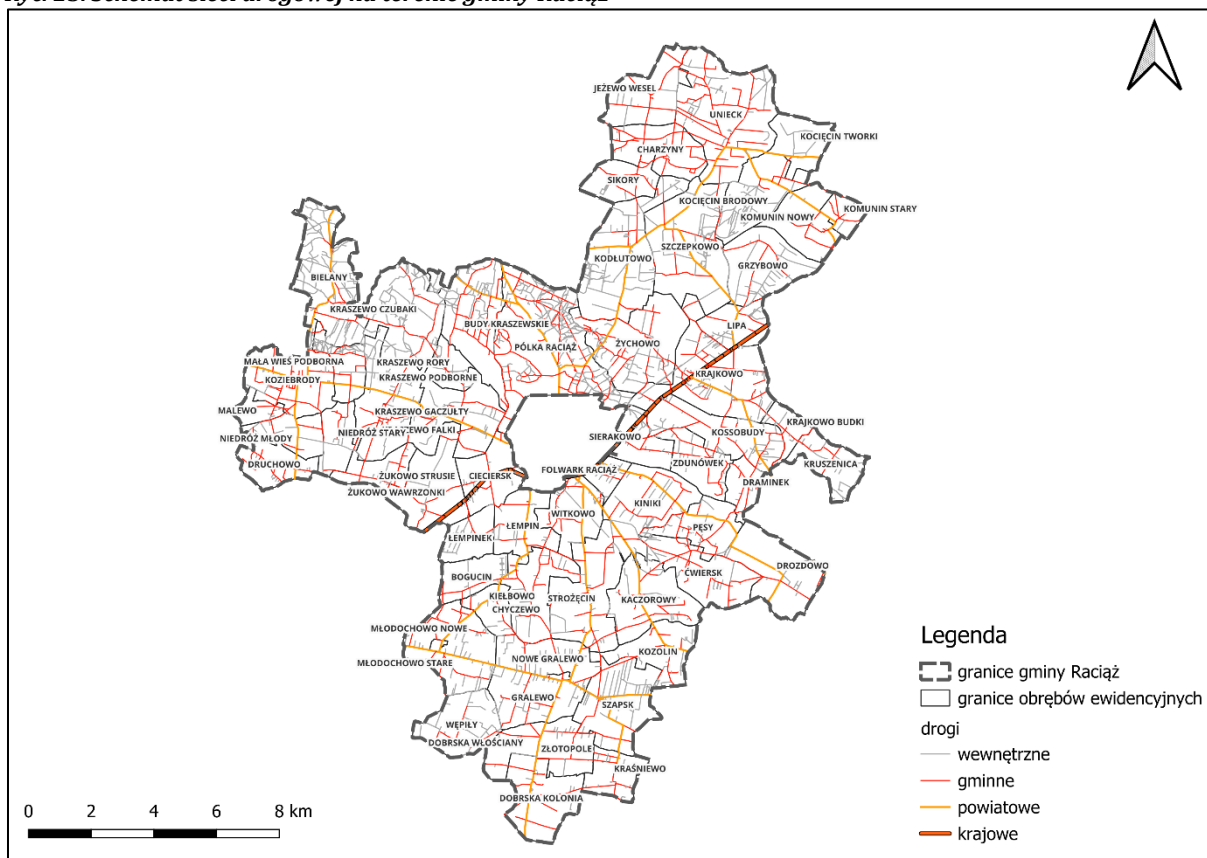 JEŻEWO WESEL
UNIECK
KOCIĘCIN TWORKI
CHARZYNY
SIKORY
KOCIĘCIN BRODOWY
KOMUNIN STARY
KOMUNIN NOWY
SZCZEPKOWO
KODŁUTOWO
GRZYBOWO
BIELANY
KRASZEWO CZUBAKI
BUDY KRASZEWSKIE
LIPA
PÓLKA RACIĄŻ
ŻYCHOWO
MAŁA WIEŚ PODBORNA
KRASZEWO RORY
KOZIEBRODY
KRASZEWO PODBORNE
KRAJKOWO
MALEWO
KRASZEWO GACZUŁTY
KRAJKOWO BUDKI
NIEDRÓŻ MŁODY
NIEDRÓŻ STARY
FALKI
SIERAKOWO
KOSSOBUDY
DRUCHOWO
ZDUNÓWEK
KRUSZENICA
ŻUKOWO STRUSIE
CIECIERSK
FOLWARK RACIĄŻ
DRAMINEK
ŻUKOWO WAWRZONKI
KINIKI
WITKOWO
ŁEMPIN
PĘSY
ŁEMPINEK
DROZDOWO
BOGUCIN
ĆWIERSK
KIEŁBOWO
STROŻĘCIN
KACZOROWY
CHYCZEWO
MŁODOCHOWO NOWE
KOZOLIN
MŁODOCHOWO STARE
NOWE GRALEWO
GRALEWO
SZAPSK
WĘPIŁY
DOBRSKA WŁOŚCIANY
ZŁOTOPOLE
KRAŚNIEWO
DOBRSKA KOLONIA
Legenda
granice gminy Raciąż
granice obrębów ewidencyjnych
drogi
wewnętrzne
gminne
powiatowe
krajowe
0 2 4 6 8 km